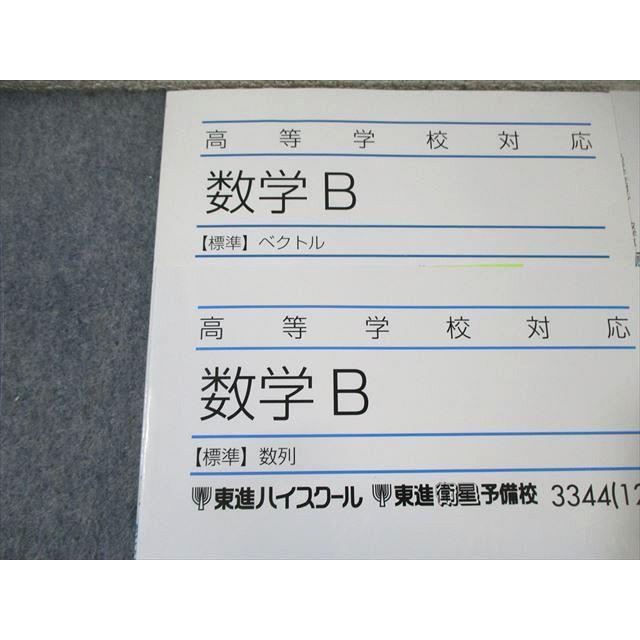 高等学校対応
数学B
【標準】ベクトル
高等学校対応
数学B
【標準】数列
東進ハイスクール 東進衛星予備校 3344(12